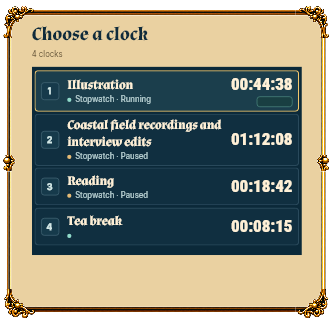 Choose a clock
4 clocks
1
Illustration
Stopwatch · Running
00:44:38
2
Coastal field recordings and
interview edits
Stopwatch · Paused
01:12:08
3
Reading
Stopwatch · Paused
00:18:42
4
Tea break
00:08:15